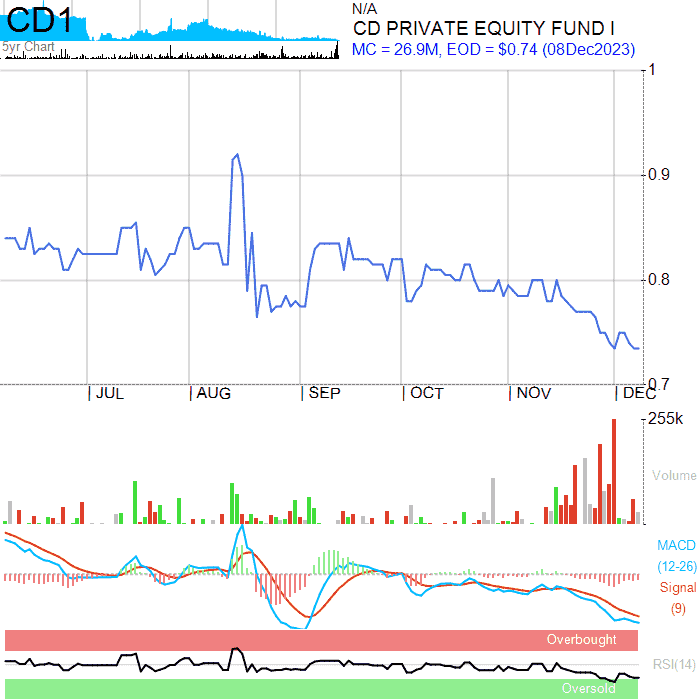 CD1
5yr Chart
N/A
CD PRIVATE EQUITY FUND I
MC = 26.9M, EOD = $0.74 (08Dec2023)
1
0.9
0.8
0.7
JUL
AUG
SEP
OCT
NOV
DEC
255k
Volume
MACD
(12-26)
Signal
(9)
Overbought
RSI(14)
Oversold